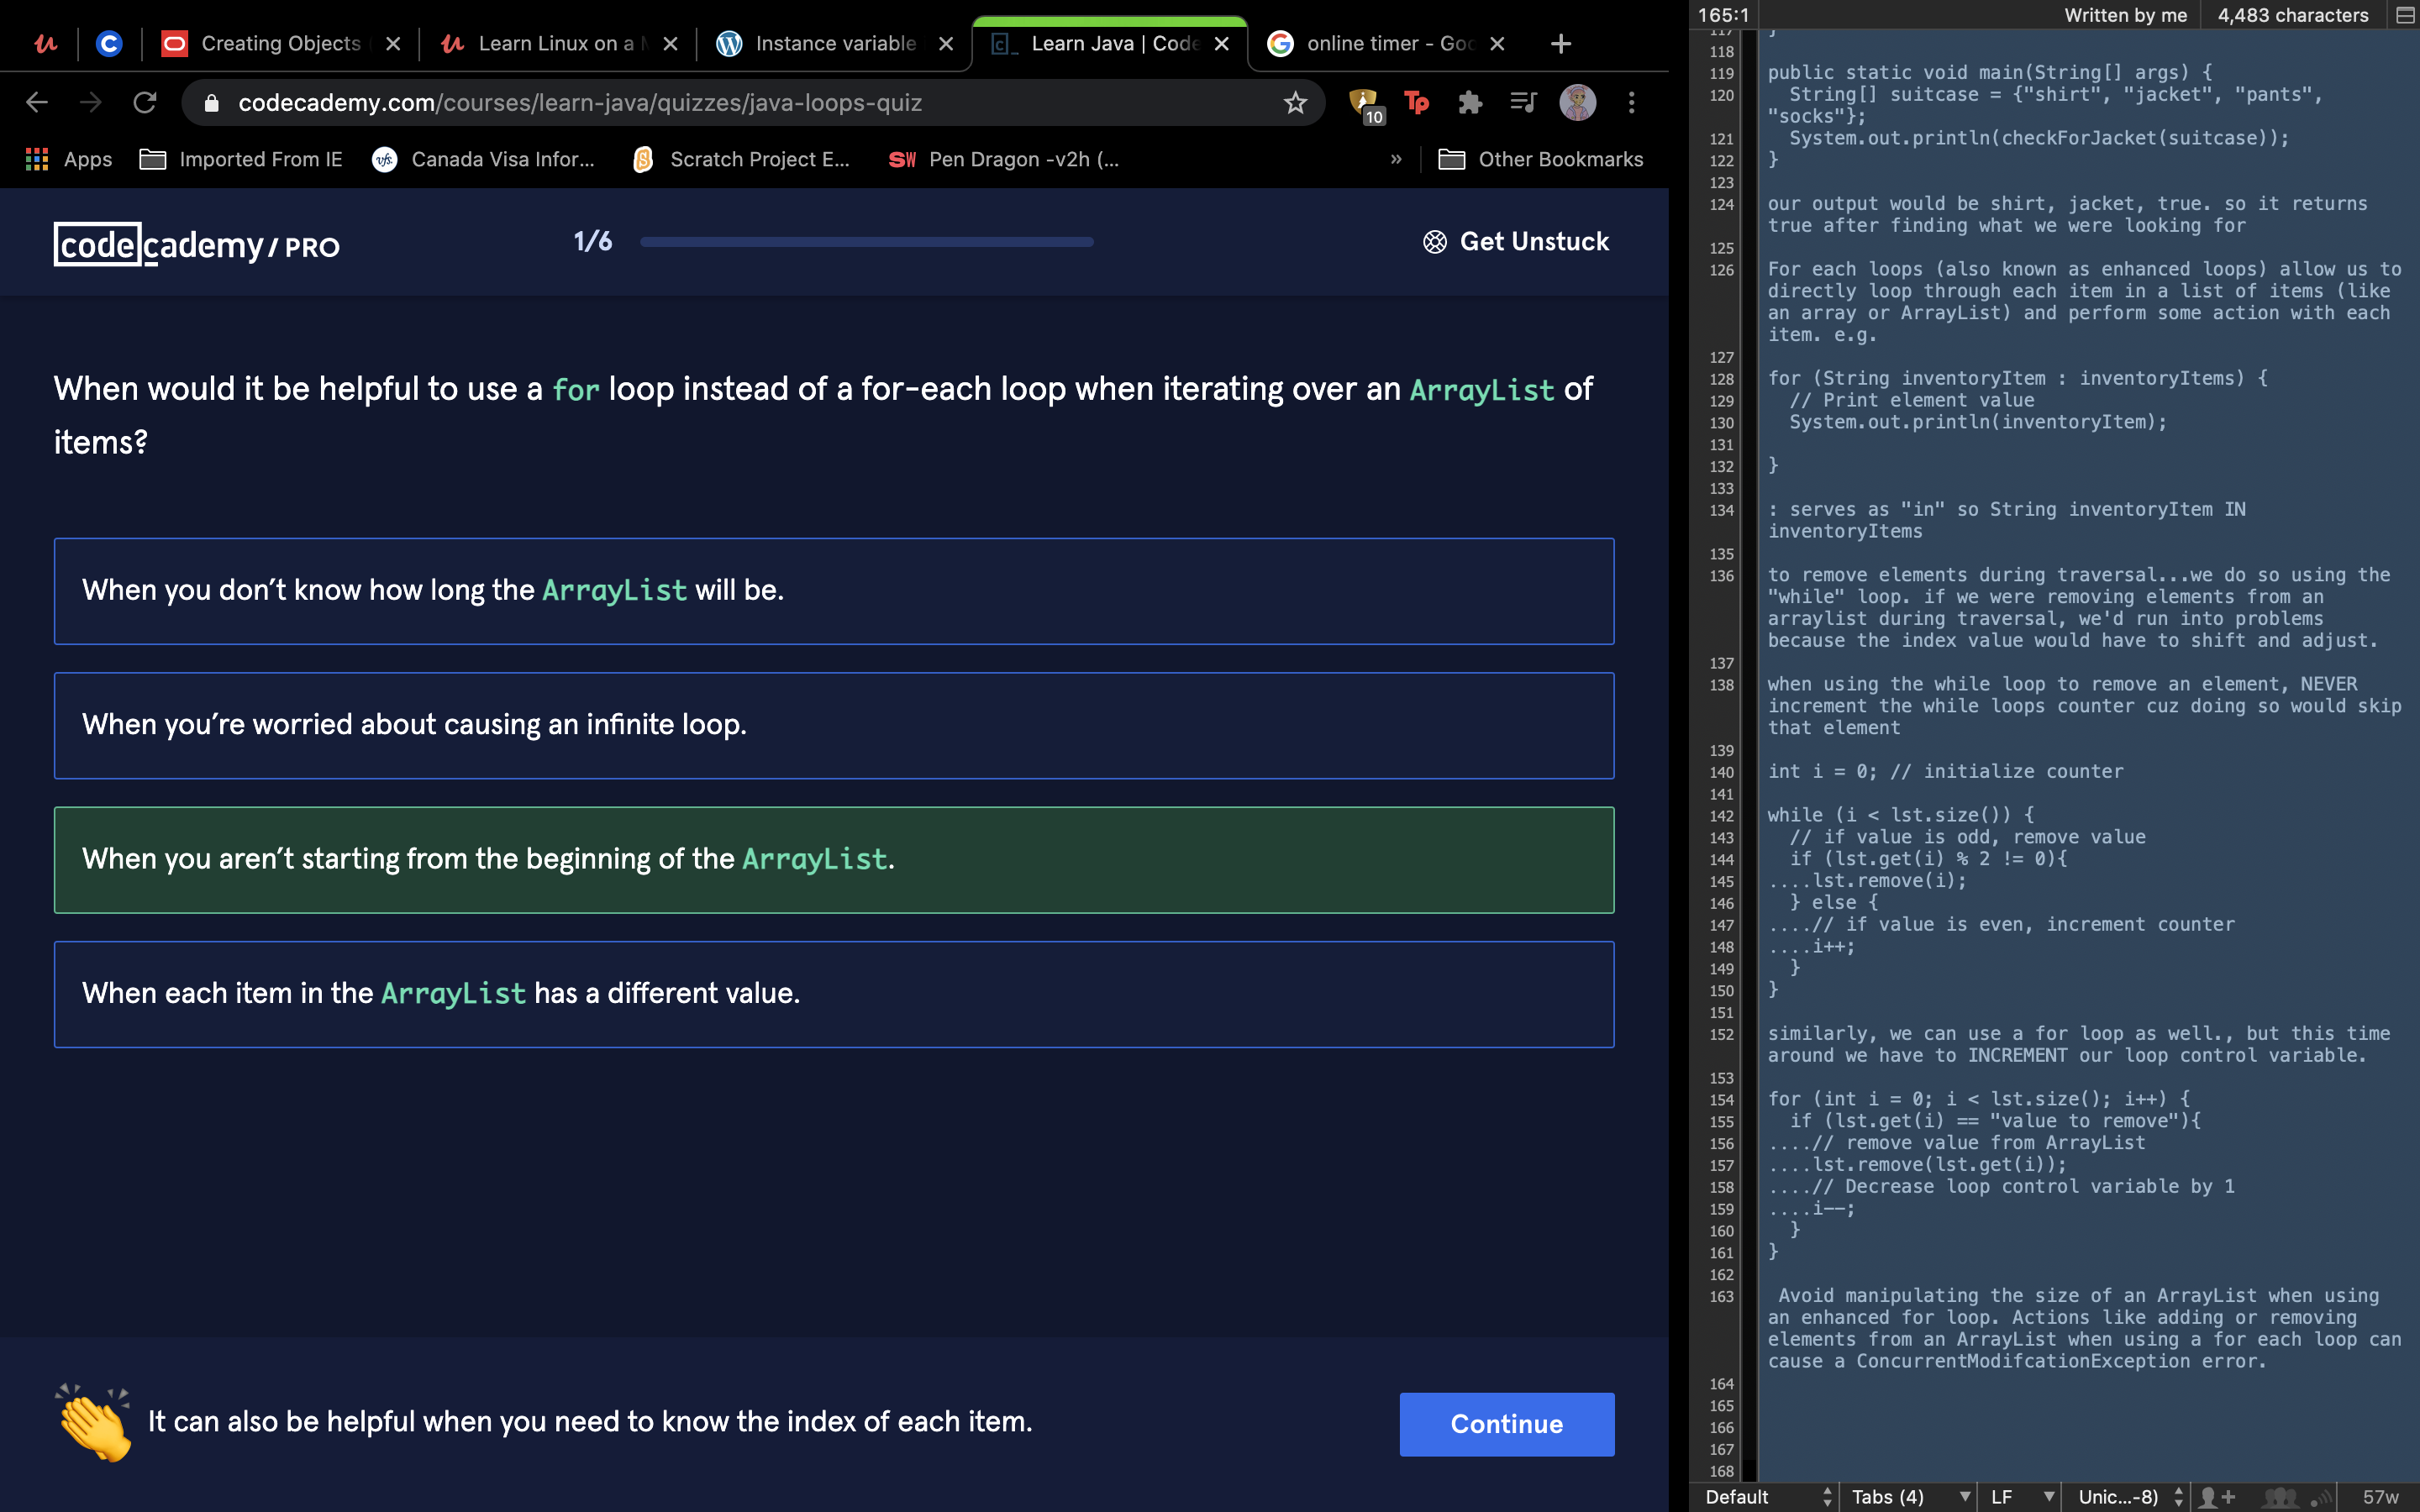 Creating Objects
Learn Linux on a M
Instance variable
Learn Java | Code
online timer - Goo
codecademy.com/courses/learn-java/quizzes/java-loops-quiz
10
Apps
Imported From IE
Canada Visa Infor...
Scratch Project E...
SW Pen Dragon -v2h (...
»
Other Bookmarks
codecademy / PRO
1/6
Get Unstuck
When would it be helpful to use a for loop instead of a for-each loop when iterating over an ArrayList of
items?
When you don’t know how long the ArrayList will be.
When you’re worried about causing an infinite loop.
When you aren’t starting from the beginning of the ArrayList.
When each item in the ArrayList has a different value.
It can also be helpful when you need to know the index of each item.
Continue
165:1
Written by me
4,483 characters
117 }
118
119 public static void main(String[] args) {
120   String[] suitcase = {"shirt", "jacket", "pants",
"socks"};
121   System.out.println(checkForJacket(suitcase));
122 }
123
124 our output would be shirt, jacket, true. so it returns
true after finding what we were looking for
125
126 For each loops (also known as enhanced loops) allow us to
directly loop through each item in a list of items (like
an array or ArrayList) and perform some action with each
item. e.g.
127
128 for (String inventoryItem : inventoryItems) {
129   // Print element value
130   System.out.println(inventoryItem);
131
132 }
133
134 : serves as "in" so String inventoryItem IN
inventoryItems
135
136 to remove elements during traversal...we do so using the
"while" loop. if we were removing elements from an
arraylist during traversal, we'd run into problems
because the index value would have to shift and adjust.
137
138 when using the while loop to remove an element, NEVER
increment the while loops counter cuz doing so would skip
that element
139
140 int i = 0; // initialize counter
141
142 while (i < lst.size()) {
143   // if value is odd, remove value
144   if (lst.get(i) % 2 != 0){
145 ....lst.remove(i);
146   } else {
147 ....// if value is even, increment counter
148 ....i++;
149   }
150 }
151
152 similarly, we can use a for loop as well., but this time
around we have to INCREMENT our loop control variable.
153
154 for (int i = 0; i < lst.size(); i++) {
155   if (lst.get(i) == "value to remove"){
156 ....// remove value from ArrayList
157 ....lst.remove(lst.get(i));
158 ....// Decrease loop control variable by 1
159 ....i--;
160   }
161 }
162
163  Avoid manipulating the size of an ArrayList when using
an enhanced for loop. Actions like adding or removing
elements from an ArrayList when using a for each loop can
cause a ConcurrentModifcationException error.
164
165
166
167
168
Default
Tabs (4)
LF
Unic...-8)
57w